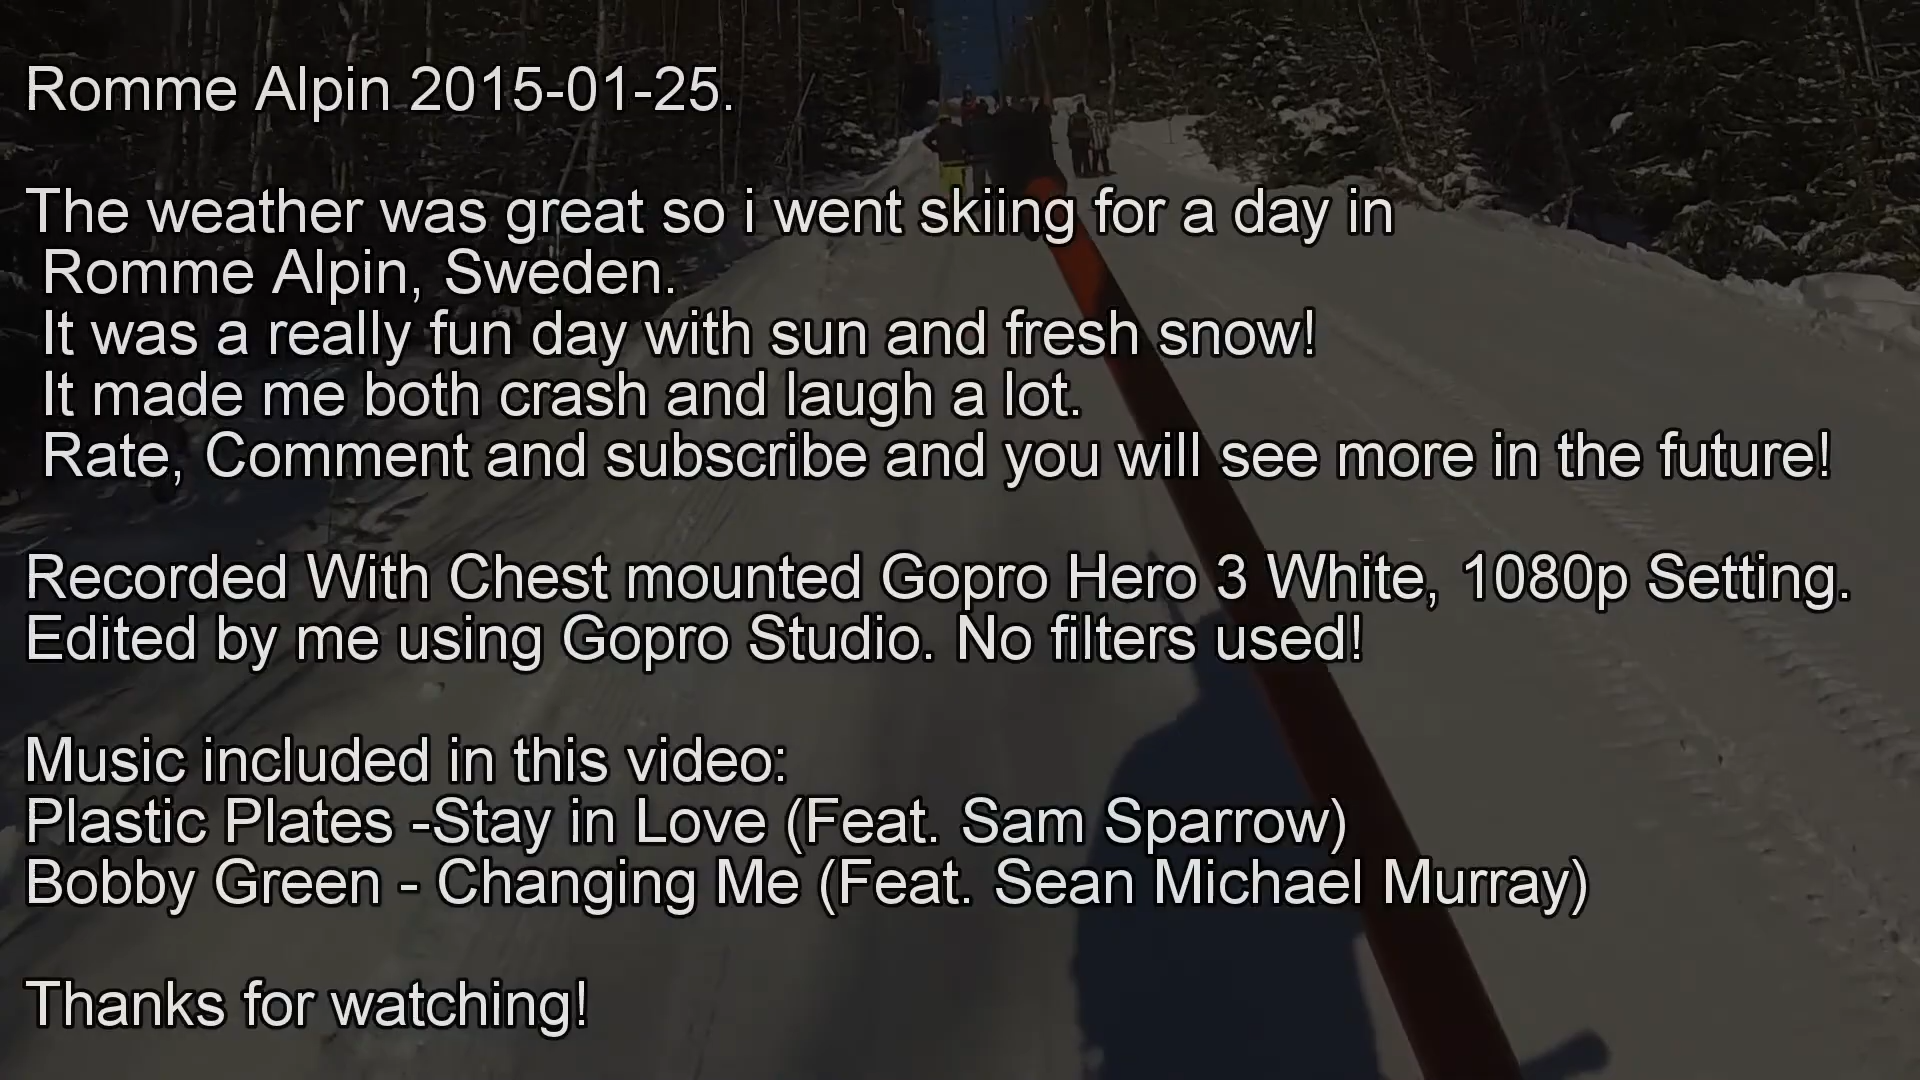 Romme Alpin 2015-01-25.
The weather was great so i went skiing for a day in
Romme Alpin, Sweden.
It was a really fun day with sun and fresh snow!
It made me both crash and laugh a lot.
Rate, Comment and subscribe and you will see more in the future!
Recorded With Chest mounted Gopro Hero 3 White, 1080p Setting.
Edited by me using Gopro Studio. No filters used!
Music included in this video:
Plastic Plates -Stay in Love (Feat. Sam Sparrow)
Bobby Green - Changing Me (Feat. Sean Michael Murray)
Thanks for watching!